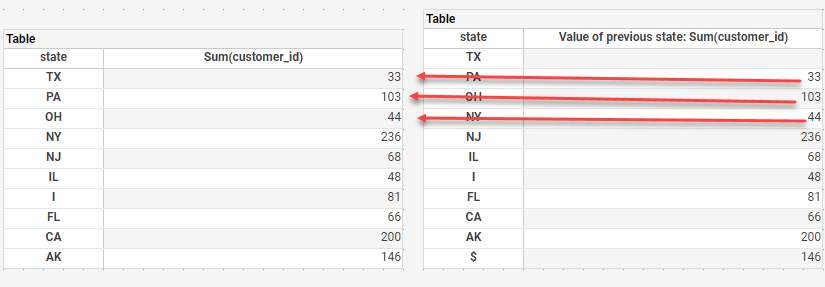 Table
state Sum(customer_id)
TX 33
PA 103
OH 44
NY 236
NJ 68
IL 48
I 81
FL 66
CA 200
AK 146
Table
state Value of previous state: Sum(customer_id)
TX
PA 33
OH 103
NY 44
NJ 236
IL 68
I 48
FL 81
CA 66
AK 200
$ 146